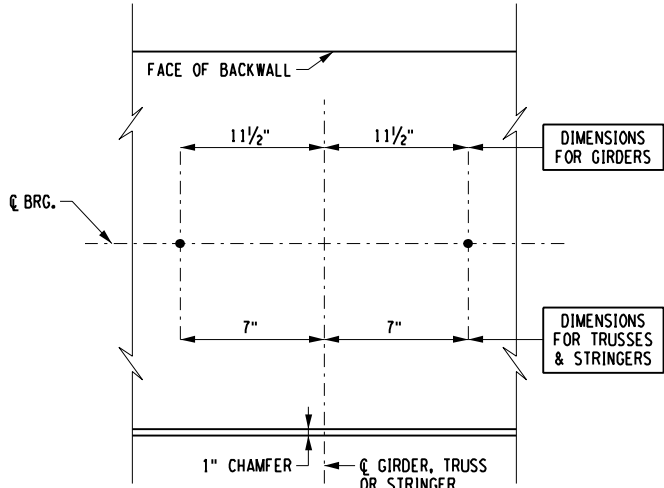 FACE OF BACKWALL
11½" 11½"
DIMENSIONS
FOR GIRDERS
℄ BRG.
7" 7"
DIMENSIONS
FOR TRUSSES
& STRINGERS
1" CHAMFER
℄ GIRDER, TRUSS
OR STRINGER